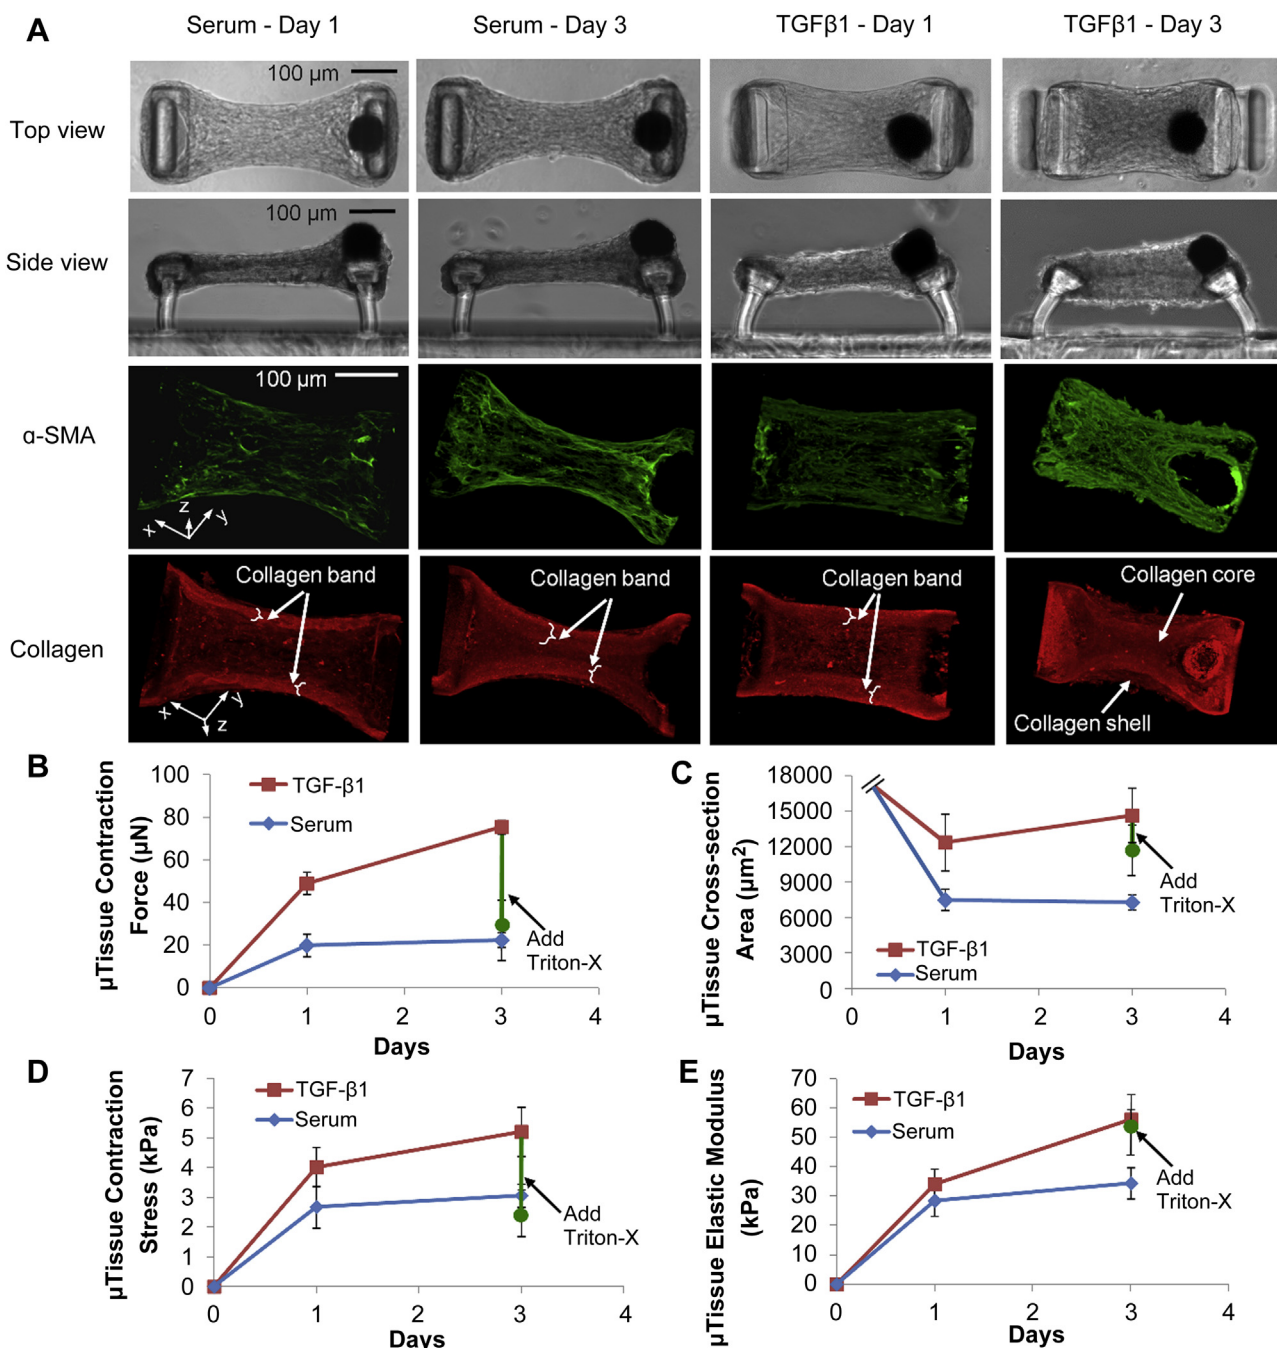 A
Serum - Day 1
Serum - Day 3
TGFβ1 - Day 1
TGFβ1 - Day 3
Top view
100 µm
Side view
100 µm
α-SMA
100 µm
x
z
y
Collagen
Collagen band
Collagen band
Collagen band
Collagen core
Collagen shell
x
z
y
B
µTissue Contraction
Force (µN)
100
80
60
40
20
0
TGF-β1
Serum
Add
Triton-X
0 1 2 3 4
Days
C
µTissue Cross-section
Area (µm²)
18000
15000
12000
9000
6000
3000
0
TGF-β1
Serum
Add
Triton-X
0 1 2 3 4
Days
D
µTissue Contraction
Stress (kPa)
7
6
5
4
3
2
1
0
TGF-β1
Serum
Add
Triton-X
0 1 2 3 4
Days
E
µTissue Elastic Modulus
(kPa)
70
60
50
40
30
20
10
0
TGF-β1
Serum
Add
Triton-X
0 1 2 3 4
Days